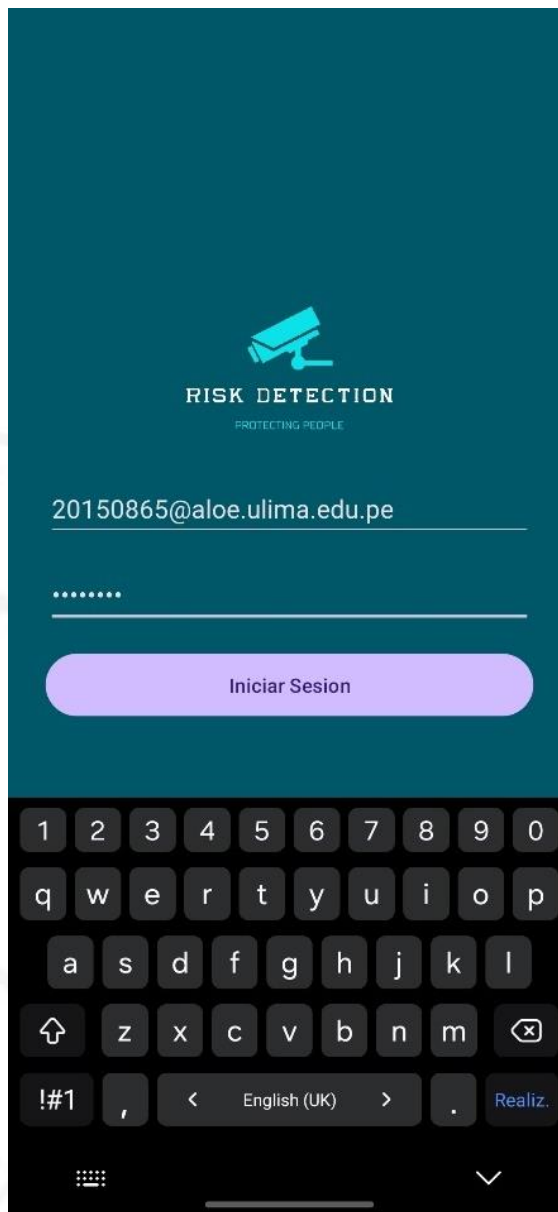 RISK DETECTION
PROTECTING PEOPLE
20150865@aloe.ulima.edu.pe
••••••••
Iniciar Sesion
1 2 3 4 5 6 7 8 9 0
q w e r t y u i o p
a s d f g h j k l
z x c v b n m
!#1 , < English (UK) > . Realiz.